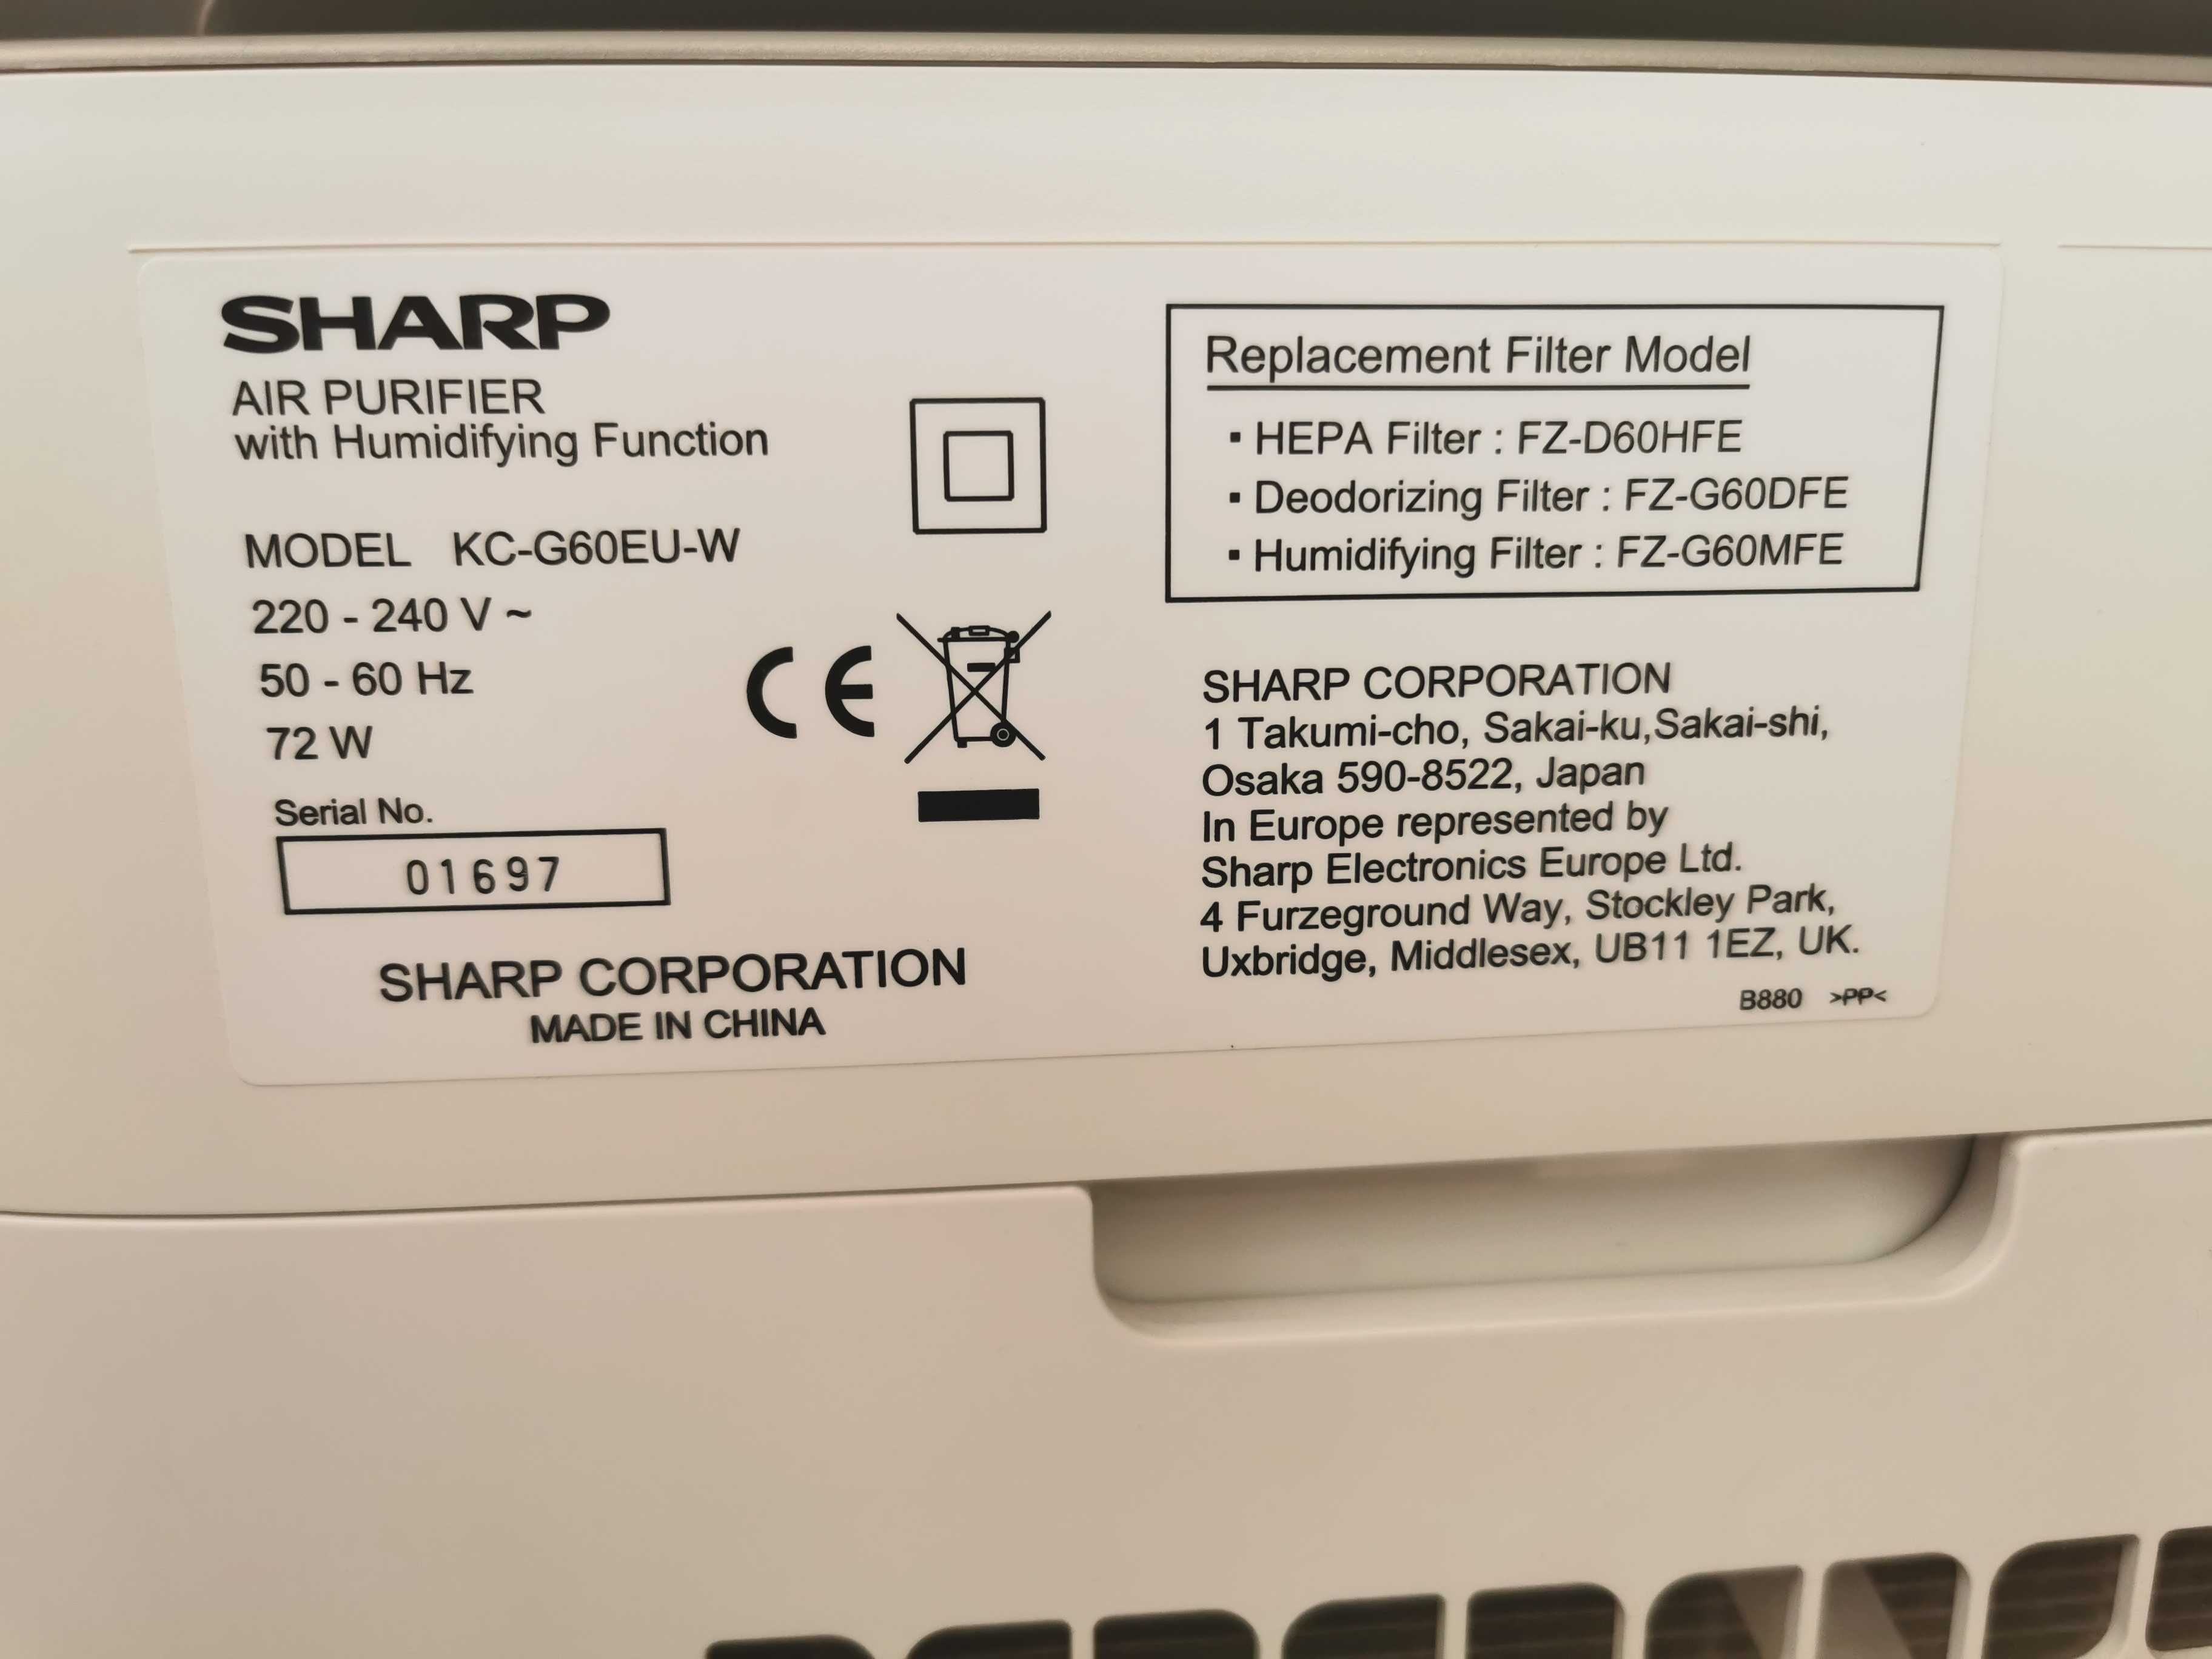 SHARP
AIR PURIFIER
with Humidifying Function
MODEL KC-G60EU-W
220 - 240 V ~
50 - 60 Hz
72 W
Serial No.
01697
SHARP CORPORATION
MADE IN CHINA
CE
Replacement Filter Model
▪ HEPA Filter : FZ-D60HFE
▪ Deodorizing Filter : FZ-G60DFE
▪ Humidifying Filter : FZ-G60MFE
SHARP CORPORATION
1 Takumi-cho, Sakai-ku,Sakai-shi,
Osaka 590-8522, Japan
In Europe represented by
Sharp Electronics Europe Ltd.
4 Furzeground Way, Stockley Park,
Uxbridge, Middlesex, UB11 1EZ, UK.
B880 >PP<